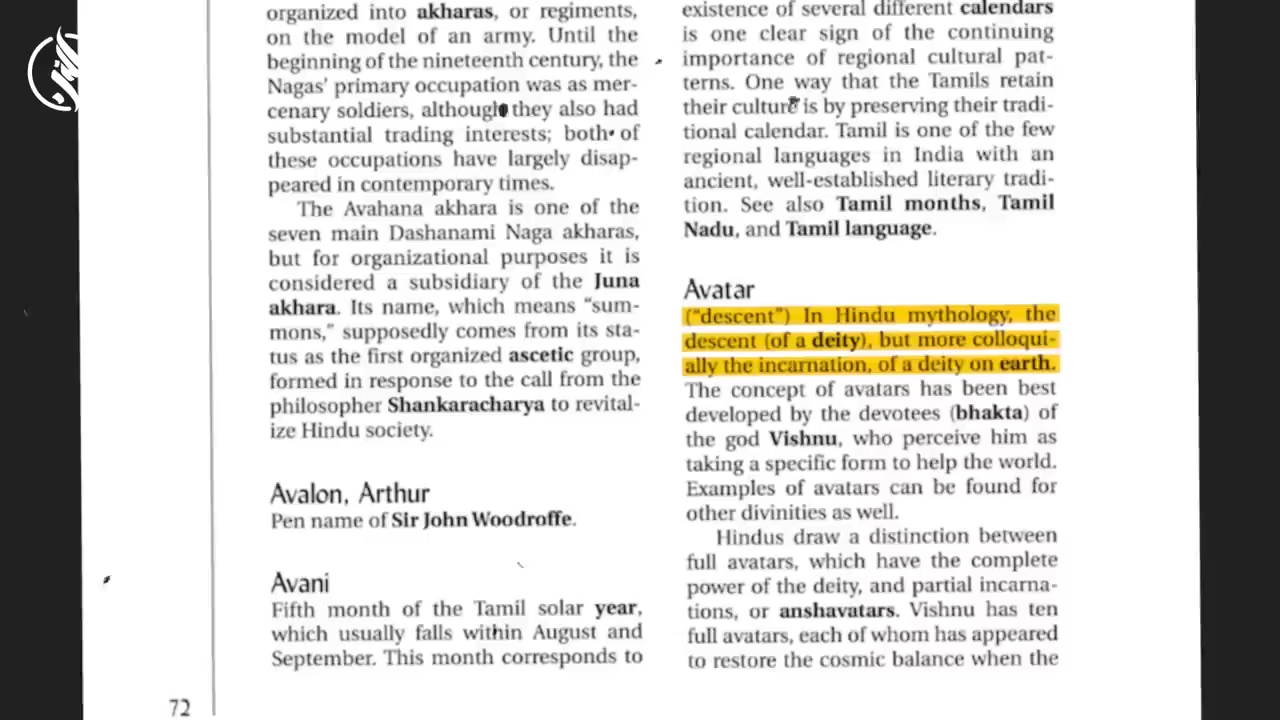 organized into akharas, or regiments,
on the model of an army. Until the
beginning of the nineteenth century, the
Nagas' primary occupation was as mer-
cenary soldiers, although they also had
substantial trading interests; both of
these occupations have largely disap-
peared in contemporary times.
The Avahana akhara is one of the
seven main Dashanami Naga akharas,
but for organizational purposes it is
considered a subsidiary of the Juna
akhara. Its name, which means “sum-
mons,” supposedly comes from its sta-
tus as the first organized ascetic group,
formed in response to the call from the
philosopher Shankaracharya to revital-
ize Hindu society.
Avalon, Arthur
Pen name of Sir John Woodroffe.
Avani
Fifth month of the Tamil solar year,
which usually falls within August and
September. This month corresponds to
72
existence of several different calendars
is one clear sign of the continuing
importance of regional cultural pat-
terns. One way that the Tamils retain
their culture is by preserving their tradi-
tional calendar. Tamil is one of the few
regional languages in India with an
ancient, well-established literary tradi-
tion. See also Tamil months, Tamil
Nadu, and Tamil language.
Avatar
(“descent”) In Hindu mythology, the
descent (of a deity), but more colloqui-
ally the incarnation, of a deity on earth.
The concept of avatars has been best
developed by the devotees (bhakta) of
the god Vishnu, who perceive him as
taking a specific form to help the world.
Examples of avatars can be found for
other divinities as well.
Hindus draw a distinction between
full avatars, which have the complete
power of the deity, and partial incarna-
tions, or anshavatars. Vishnu has ten
full avatars, each of whom has appeared
to restore the cosmic balance when the